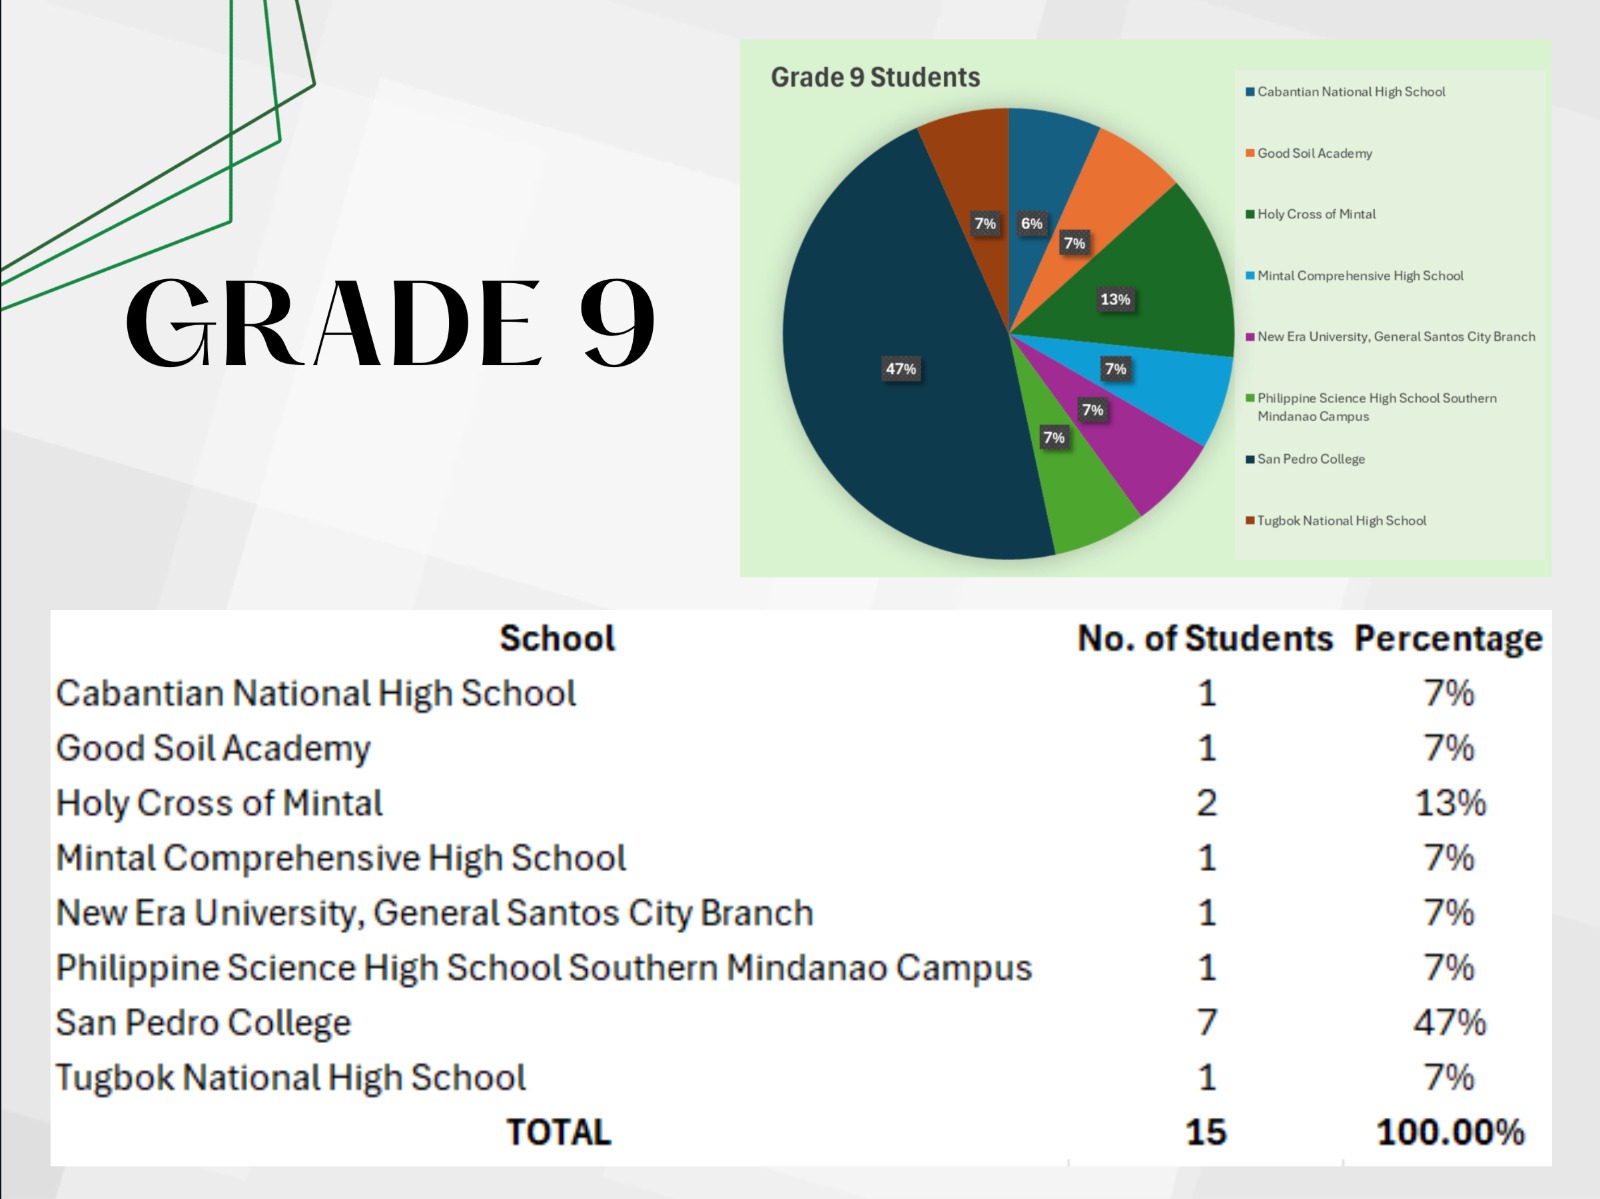 GRADE 9
Grade 9 Students
7%
6%
7%
13%
7%
7%
7%
47%
Cabantian National High School
Good Soil Academy
Holy Cross of Mintal
Mintal Comprehensive High School
New Era University, General Santos City Branch
Philippine Science High School Southern
Mindanao Campus
San Pedro College
Tugbok National High School
School No. of Students Percentage
Cabantian National High School 1 7%
Good Soil Academy 1 7%
Holy Cross of Mintal 2 13%
Mintal Comprehensive High School 1 7%
New Era University, General Santos City Branch 1 7%
Philippine Science High School Southern Mindanao Campus 1 7%
San Pedro College 7 47%
Tugbok National High School 1 7%
TOTAL 15 100.00%